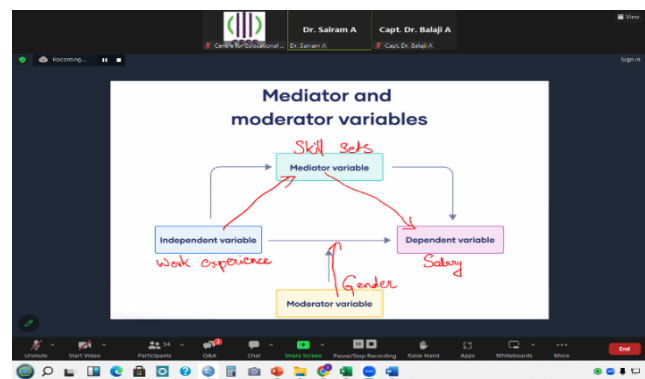 View
Dr. Sairam A
Capt. Dr. Balaji A
Centre for Educational ...
Dr. Sairam A
Capt. Dr. Balaji A
Recording...
Sign in
Mediator and
moderator variables
Skill sets
Mediator variable
Independent variable
Dependent variable
Work experience
Salary
Gender
Moderator variable
Unmute
Start Video
Participants
54
Q&A
Chat
Share Screen
Pause/Stop Recording
Raise Hand
Apps
Whiteboards
More
End